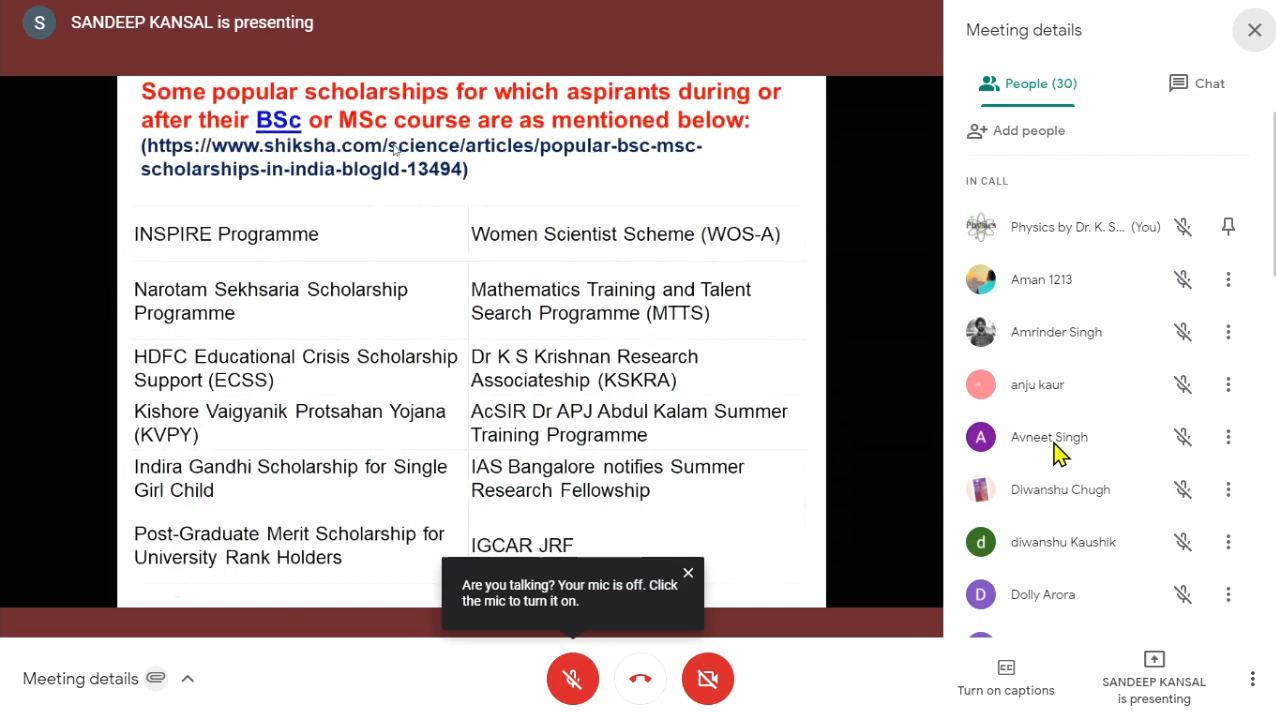 S SANDEEP KANSAL is presenting
Some popular scholarships for which aspirants during or
after their BSc or MSc course are as mentioned below:
(https://www.shiksha.com/science/articles/popular-bsc-msc-
scholarships-in-india-blogId-13494)
INSPIRE Programme
Women Scientist Scheme (WOS-A)
Narotam Sekhsaria Scholarship
Programme
Mathematics Training and Talent
Search Programme (MTTS)
HDFC Educational Crisis Scholarship
Support (ECSS)
Dr K S Krishnan Research
Associateship (KSKRA)
Kishore Vaigyanik Protsahan Yojana
(KVPY)
AcSIR Dr APJ Abdul Kalam Summer
Training Programme
Indira Gandhi Scholarship for Single
Girl Child
IAS Bangalore notifies Summer
Research Fellowship
Post-Graduate Merit Scholarship for
University Rank Holders
IGCAR JRF
Are you talking? Your mic is off. Click
the mic to turn it on.
Meeting details
Meeting details
People (30)
Chat
Add people
IN CALL
Physics by Dr. K. S... (You)
Aman 1213
Amrinder Singh
anju kaur
A Avneet Singh
Diwanshu Chugh
d diwanshu Kaushik
D Dolly Arora
Turn on captions
SANDEEP KANSAL
is presenting